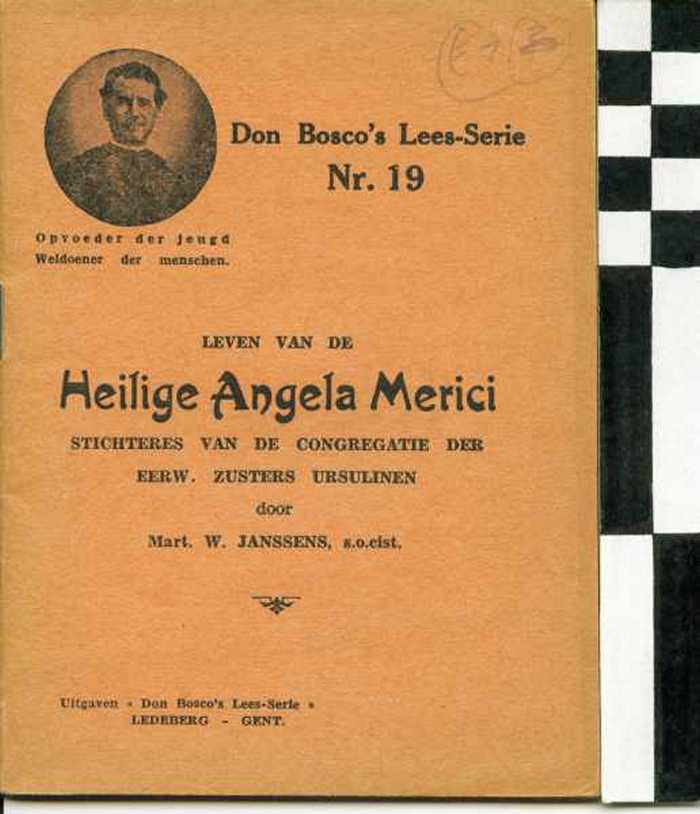 Don Bosco's Lees-Serie
Nr. 19
Opvoeder der jeugd
Weldoener der menschen.
LEVEN VAN DE
Heilige Angela Merici
STICHTERES VAN DE CONGREGATIE DER
EERW. ZUSTERS URSULINEN
door
Mart. W. JANSSENS, s.o.cist.
Uitgaven « Don Bosco's Lees-Serie »
LEDEBERG - GENT.